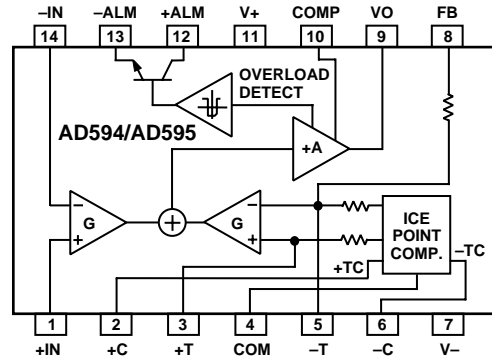 –IN –ALM +ALM V+ COMP VO FB
14 13 12 11 10 9 8
OVERLOAD
DETECT
AD594/AD595
+A
– G + + – G +
ICE
POINT
COMP.
–TC
+TC
1 2 3 4 5 6 7
+IN +C +T COM –T –C V–